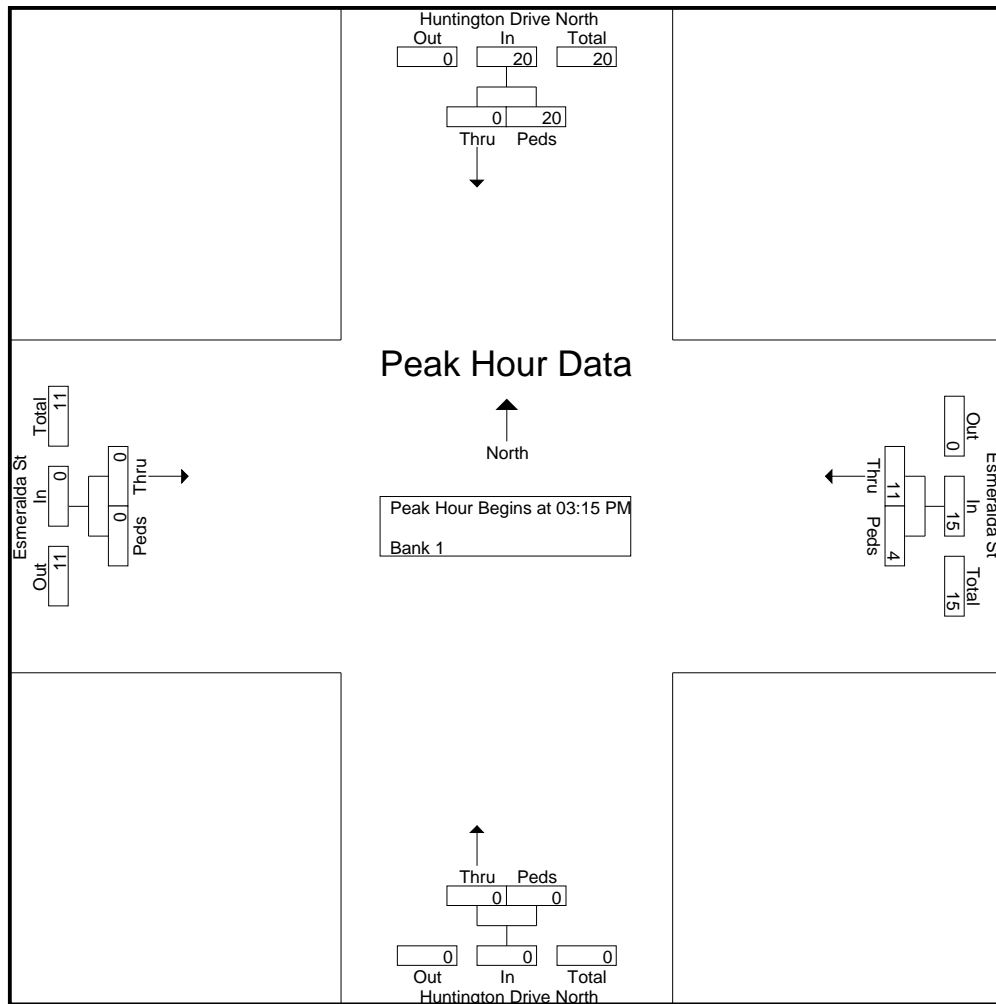 Huntington Drive North
Out In Total
0 20 20
0 20
Thru Peds
Peak Hour Data
North
Peak Hour Begins at 03:15 PM
Bank 1
Esmeralda St
Out In Total
11 0 11
0 0
Peds Thru
Esmeralda St
Out In Total
0 15 15
11 4
Thru Peds
Thru Peds
0 0
0 0 0
Out In Total
Huntington Drive North